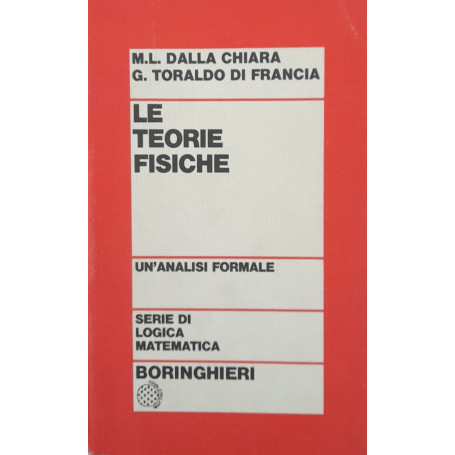 M.L. DALLA CHIARA
G. TORALDO DI FRANCIA
LE
TEORIE
FISICHE
UN'ANALISI FORMALE
SERIE DI
LOGICA
MATEMATICA
BORINGHIERI